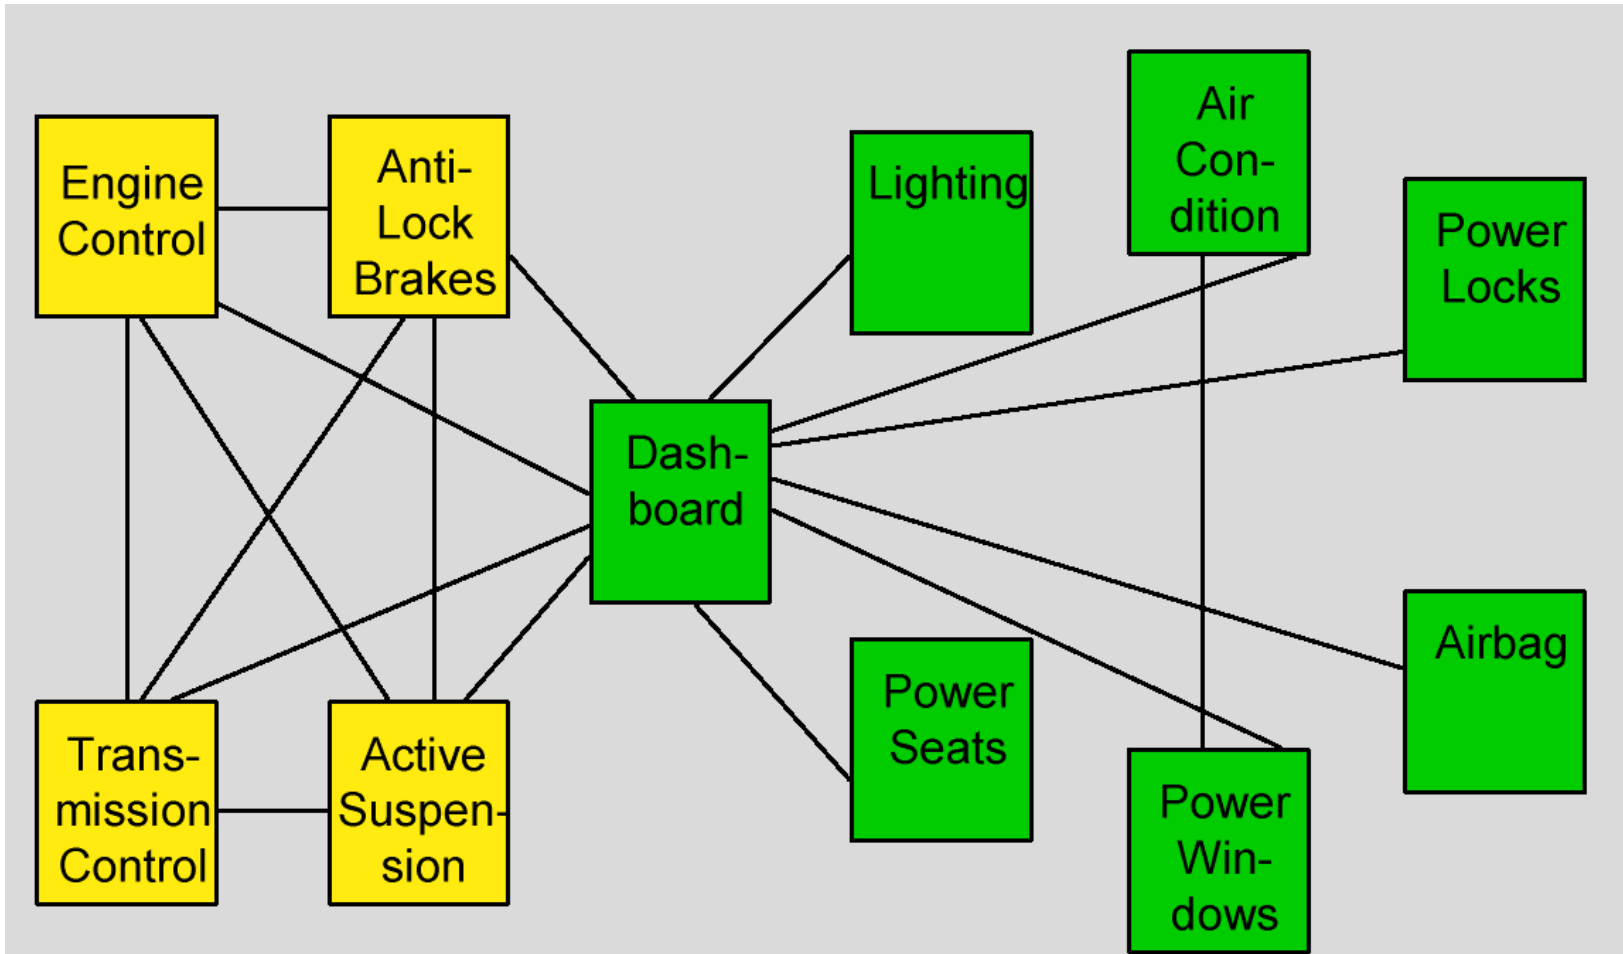 Engine
Control
Anti-
Lock
Brakes
Lighting
Air
Con-
dition
Power
Locks
Dash-
board
Airbag
Power
Seats
Trans-
mission
Control
Active
Suspen-
sion
Power
Win-
dows